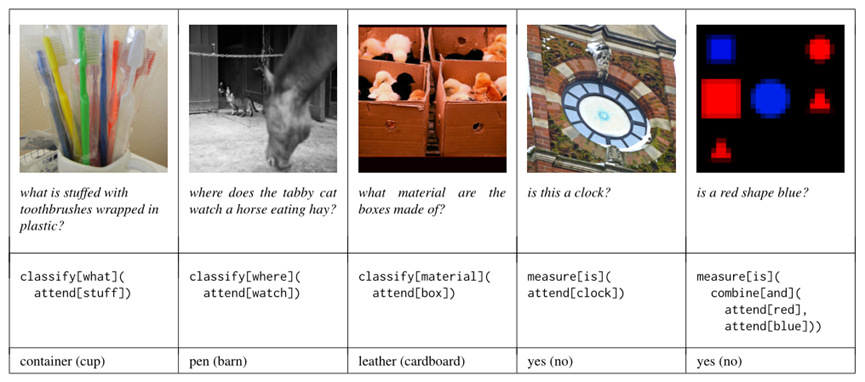 what is stuffed with
toothbrushes wrapped in
plastic?
where does the tabby cat
watch a horse eating hay?
what material are the
boxes made of?
is this a clock?
is a red shape blue?
classify[what](
attend[stuff])
classify[where](
attend[watch])
classify[material](
attend[box])
measure[is](
attend[clock])
measure[is](
combine[and](
attend[red],
attend[blue]))
container (cup)
pen (barn)
leather (cardboard)
yes (no)
yes (no)